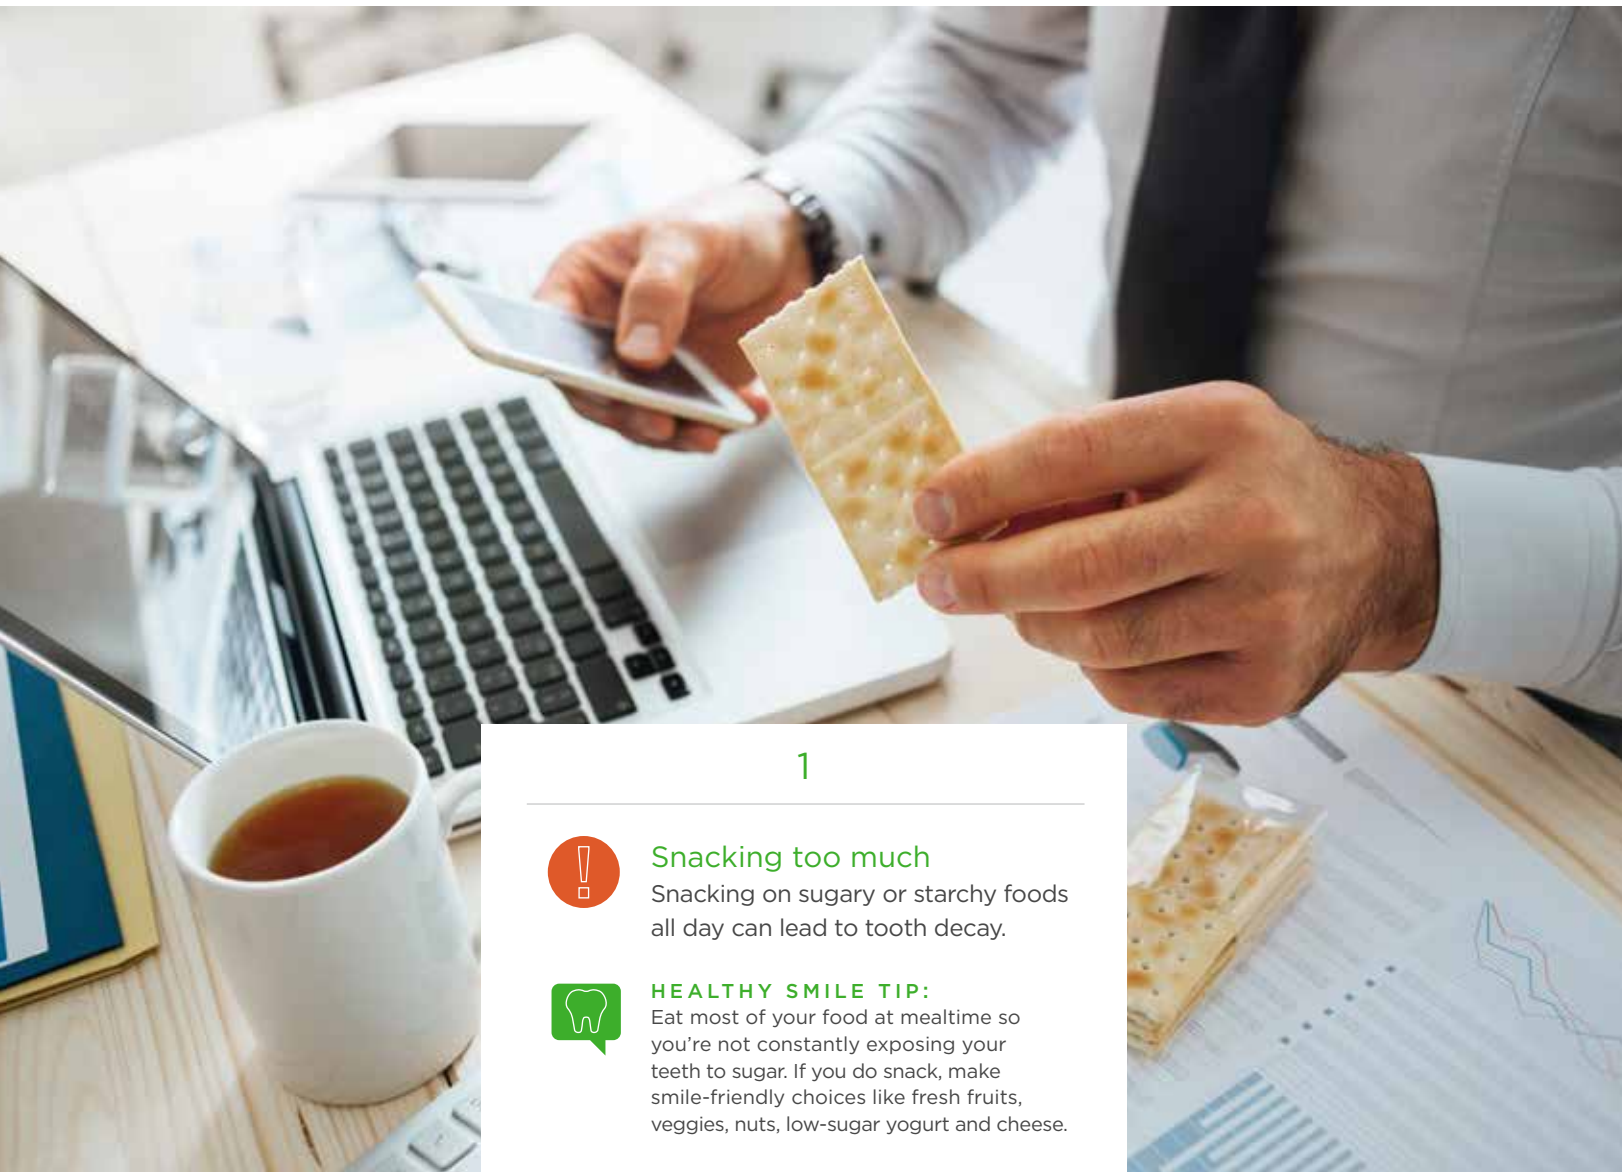 1
Snacking too much
Snacking on sugary or starchy foods
all day can lead to tooth decay.
HEALTHY SMILE TIP:
Eat most of your food at mealtime so
you're not constantly exposing your
teeth to sugar. If you do snack, make
smile-friendly choices like fresh fruits,
veggies, nuts, low-sugar yogurt and cheese.